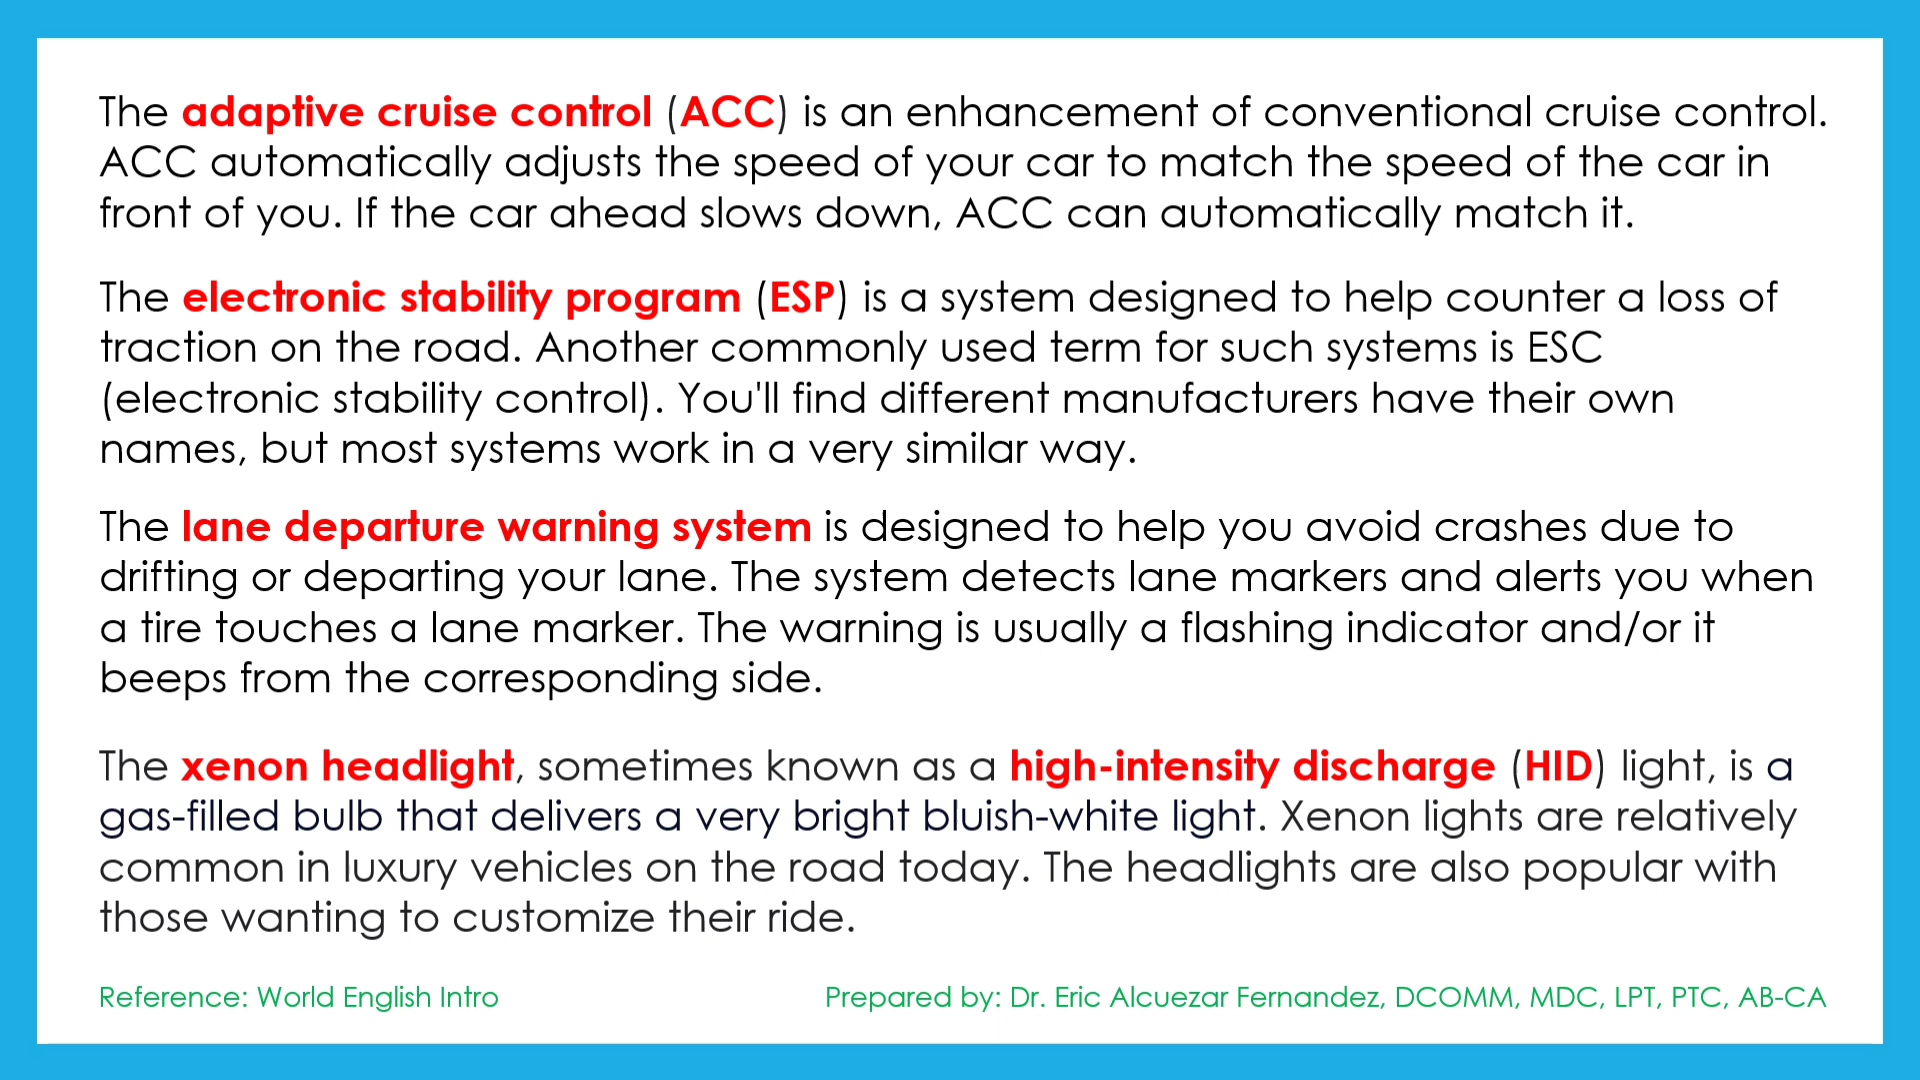 The adaptive cruise control (ACC) is an enhancement of conventional cruise control.
ACC automatically adjusts the speed of your car to match the speed of the car in
front of you. If the car ahead slows down, ACC can automatically match it.
The electronic stability program (ESP) is a system designed to help counter a loss of
traction on the road. Another commonly used term for such systems is ESC
(electronic stability control). You'll find different manufacturers have their own
names, but most systems work in a very similar way.
The lane departure warning system is designed to help you avoid crashes due to
drifting or departing your lane. The system detects lane markers and alerts you when
a tire touches a lane marker. The warning is usually a flashing indicator and/or it
beeps from the corresponding side.
The xenon headlight, sometimes known as a high-intensity discharge (HID) light, is a
gas-filled bulb that delivers a very bright bluish-white light. Xenon lights are relatively
common in luxury vehicles on the road today. The headlights are also popular with
those wanting to customize their ride.
Reference: World English Intro
Prepared by: Dr. Eric Alcuezar Fernandez, DCOMM, MDC, LPT, PTC, AB-CA